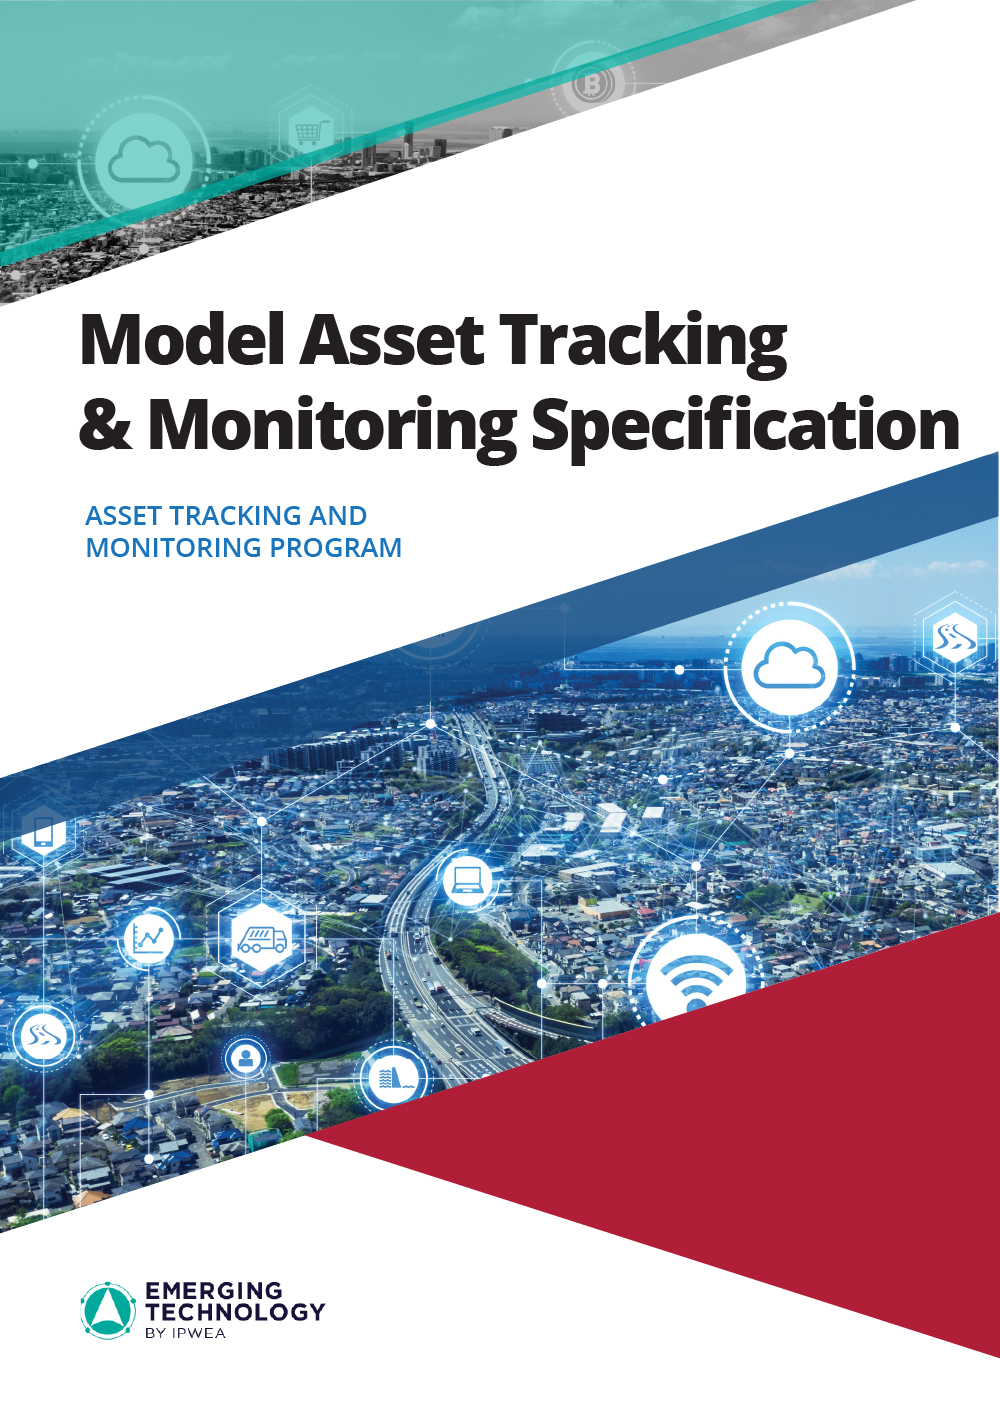 Model Asset Tracking
& Monitoring Specification
ASSET TRACKING AND
MONITORING PROGRAM
EMERGING
TECHNOLOGY
BY IPWEA